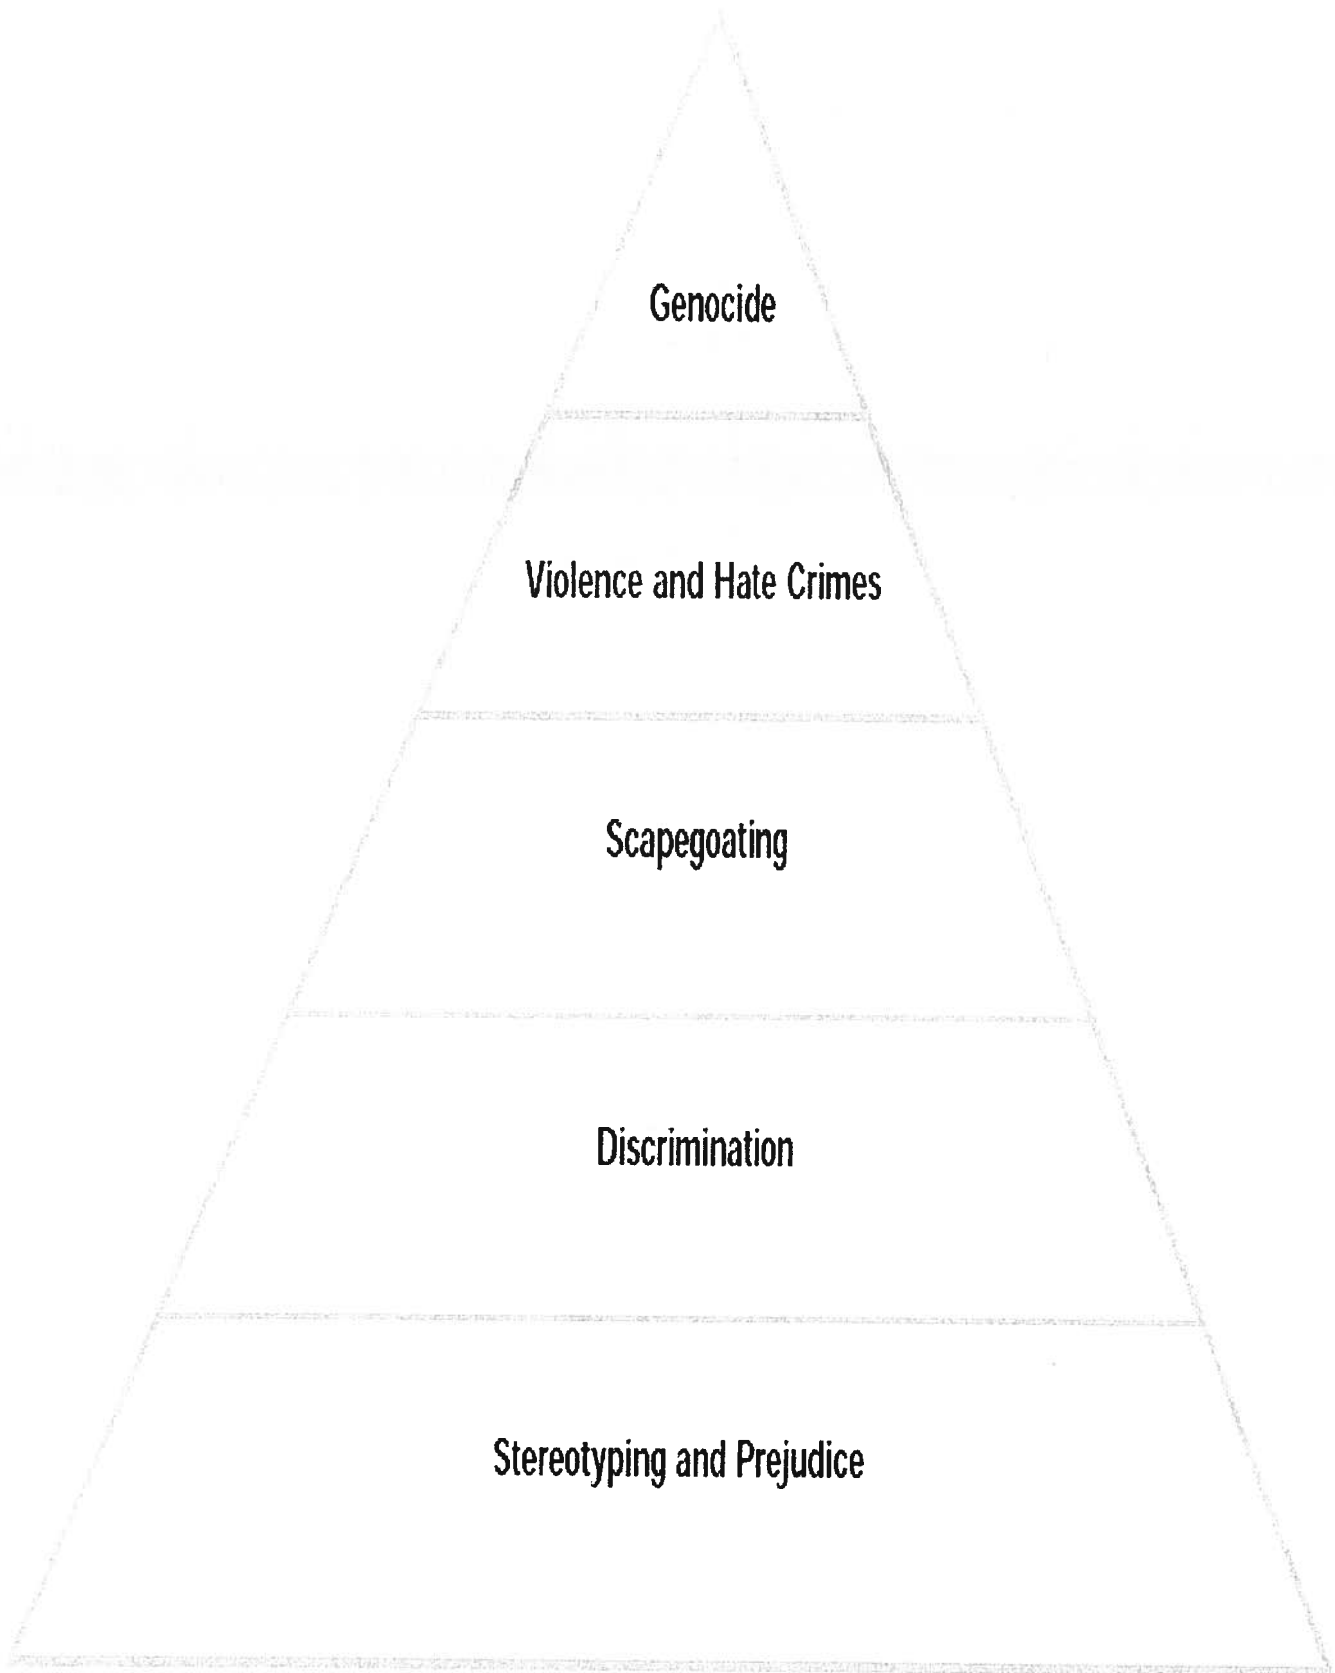 Genocide
Violence and Hate Crimes
Scapegoating
Discrimination
Stereotyping and Prejudice